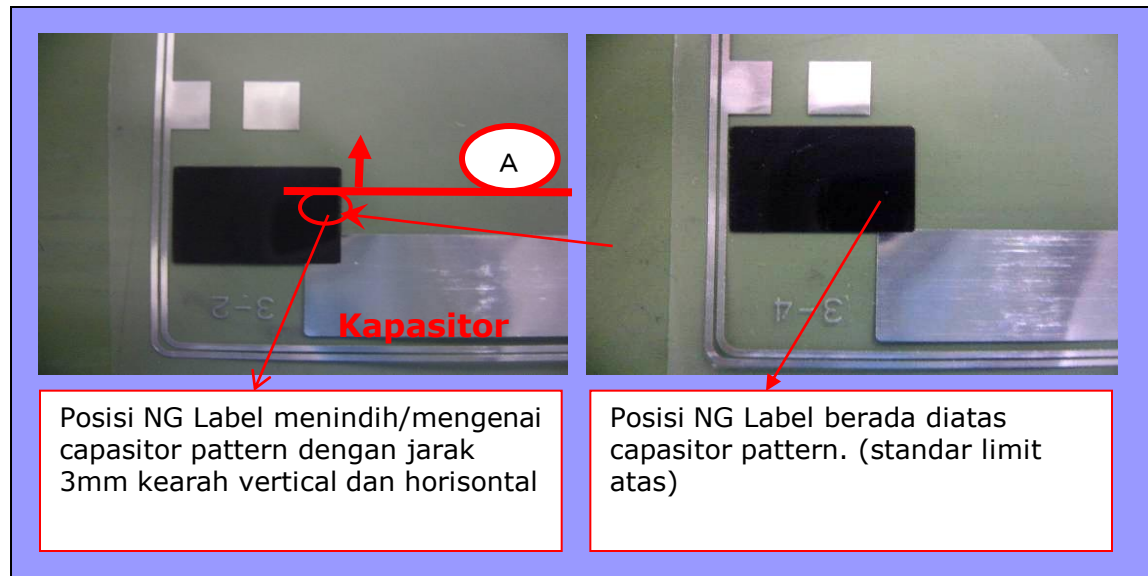 A
3-2
Kapasitor
3-4
Posisi NG Label menindih/mengenai
capasitor pattern dengan jarak
3mm kearah vertical dan horisontal
Posisi NG Label berada diatas
capasitor pattern. (standar limit
atas)